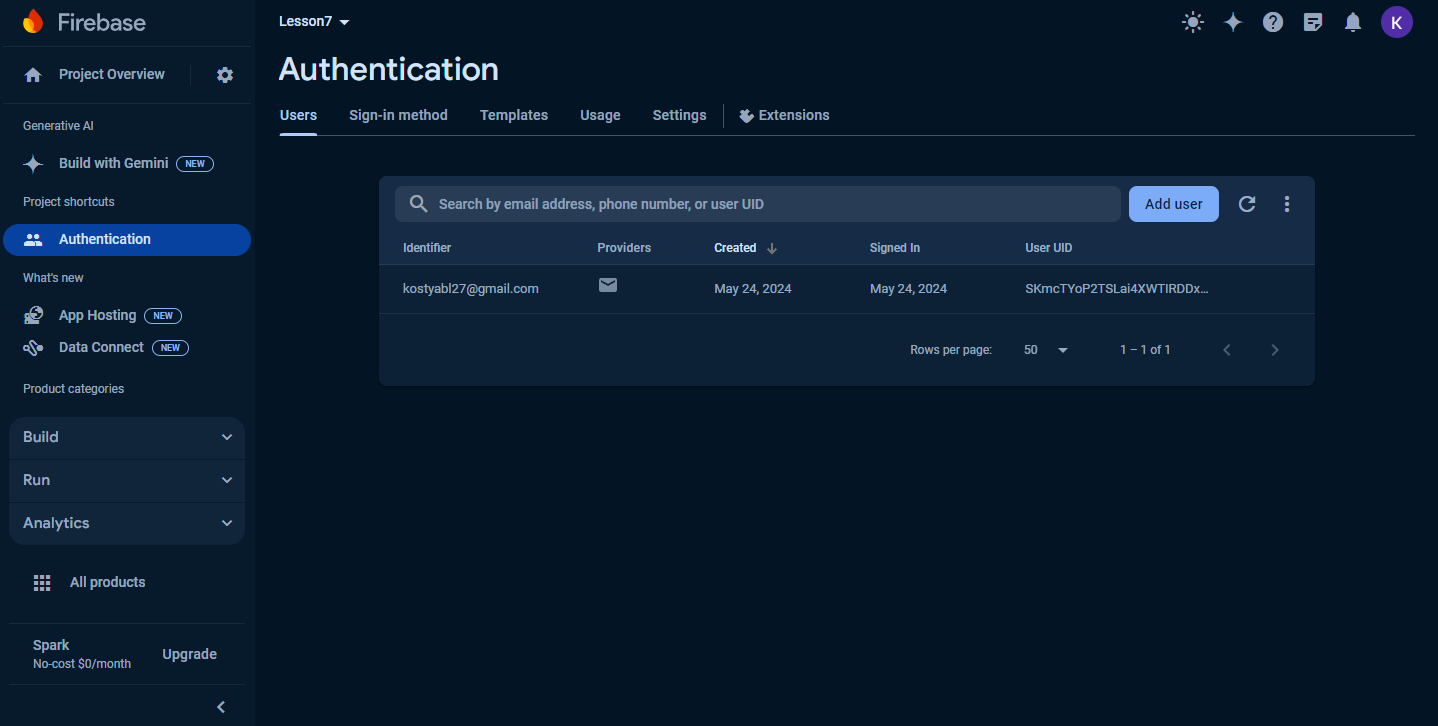 Firebase
Project Overview
Generative AI
Build with Gemini NEW
Project shortcuts
Authentication
What's new
App Hosting NEW
Data Connect NEW
Product categories
Build
Run
Analytics
All products
Spark
No-cost $0/month
Upgrade
Lesson7
K
Authentication
Users Sign-in method Templates Usage Settings Extensions
Search by email address, phone number, or user UID Add user
Identifier Providers Created Signed In User UID
kostyabl27@gmail.com May 24, 2024 May 24, 2024 SKmcTYoP2TSLai4XWTIRDDx...
Rows per page: 50 1 – 1 of 1